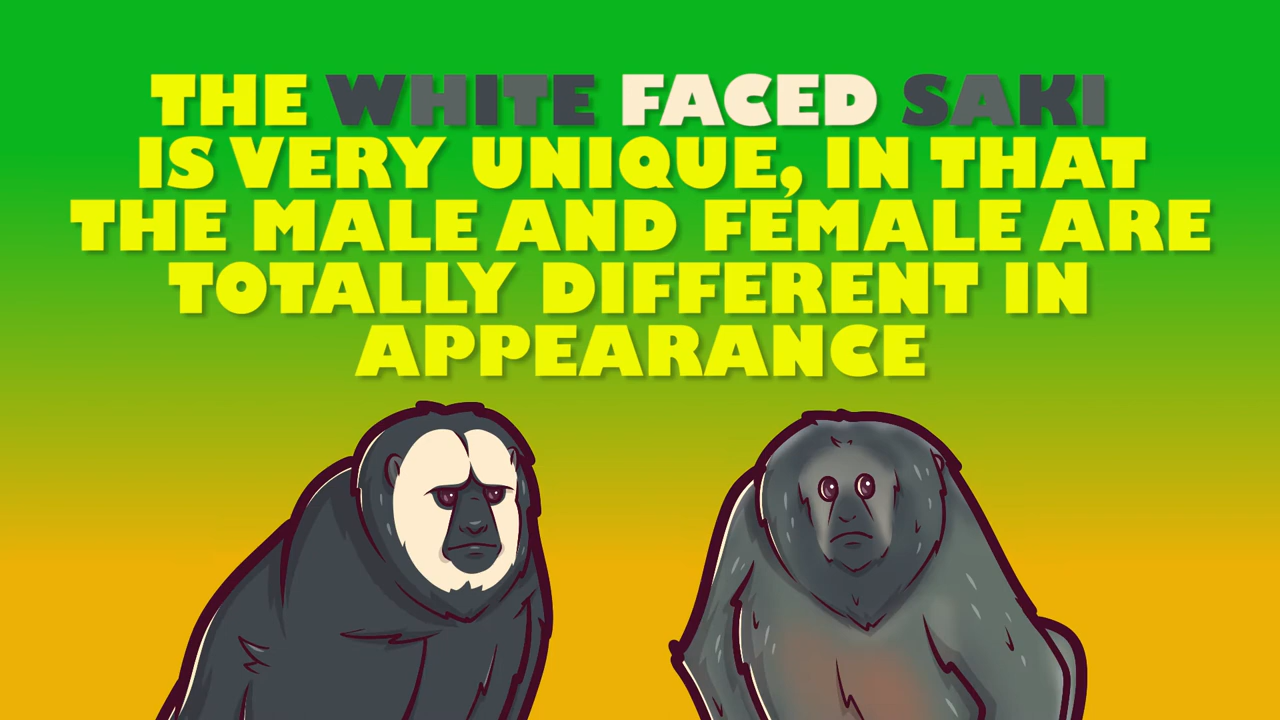 THE WHITE FACED SAKI
IS VERY UNIQUE, IN THAT
THE MALE AND FEMALE ARE
TOTALLY DIFFERENT IN
APPEARANCE